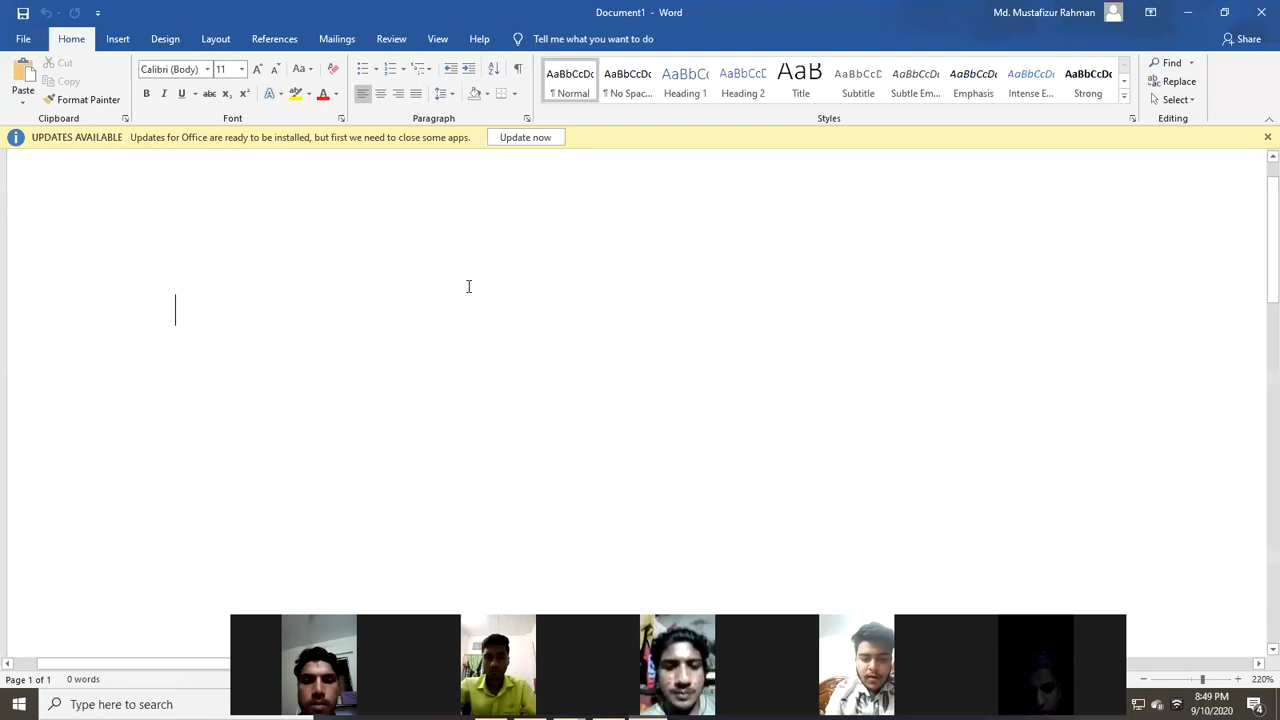 Document1 - Word
Md. Mustafizur Rahman
File Home Insert Design Layout References Mailings Review View Help Tell me what you want to do Share
Paste
Cut
Copy
Format Painter
Clipboard
Calibri (Body) 11
Font
Paragraph
AaBbCcDc AaBbCcDc AaBbCc AaBbCcE AaB AaBbCcE AaBbCcDc AaBbCcDc AaBbCcDc AaBbCcDc
¶ Normal ¶ No Spac... Heading 1 Heading 2 Title Subtitle Subtle Em... Emphasis Intense E... Strong
Styles
Find
Replace
Select
Editing
UPDATES AVAILABLE Updates for Office are ready to be installed, but first we need to close some apps. Update now
Page 1 of 1 0 words 220%
Type here to search
8:49 PM
9/10/2020
4